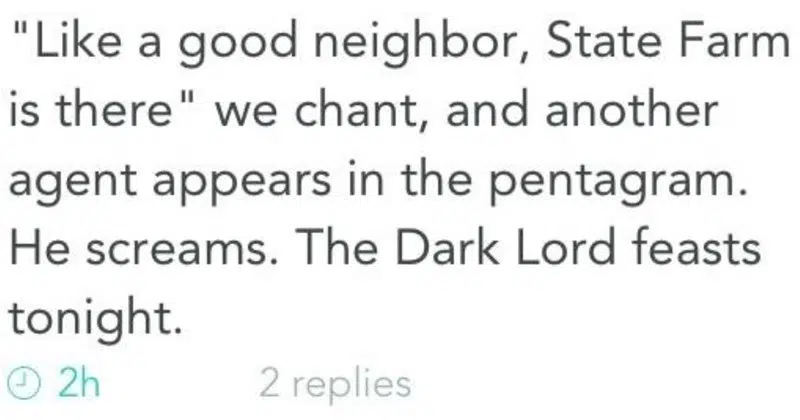 "Like a good neighbor, State Farm
is there" we chant, and another
agent appears in the pentagram.
He screams. The Dark Lord feasts
tonight.
2h 2 replies